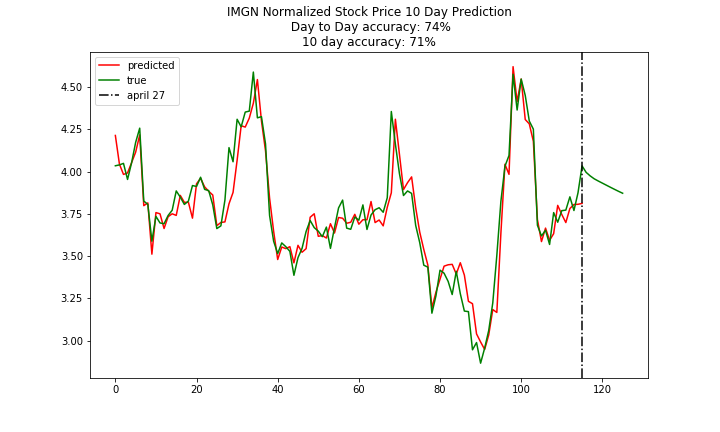 IMGN Normalized Stock Price 10 Day Prediction
Day to Day accuracy: 74%
10 day accuracy: 71%
predicted
true
april 27
4.50
4.25
4.00
3.75
3.50
3.25
3.00
0 20 40 60 80 100 120